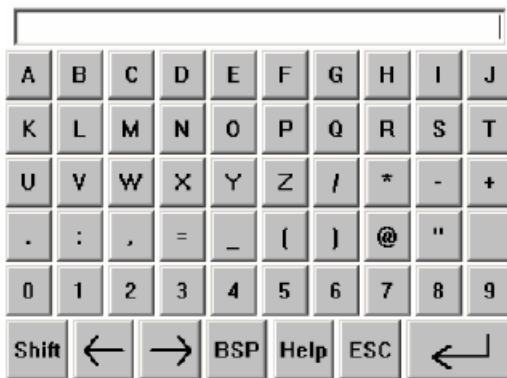 A B C D E F G H I J
K L M N O P Q R S T
U V W X Y Z / * - +
. : , = _ ( ) @ "
0 1 2 3 4 5 6 7 8 9
Shift ← → BSP Help ESC ↵